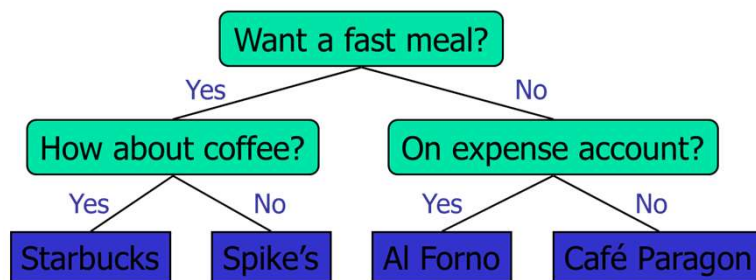 Want a fast meal?
Yes
No
How about coffee?
On expense account?
Yes
No
Yes
No
Starbucks
Spike's
Al Forno
Café Paragon